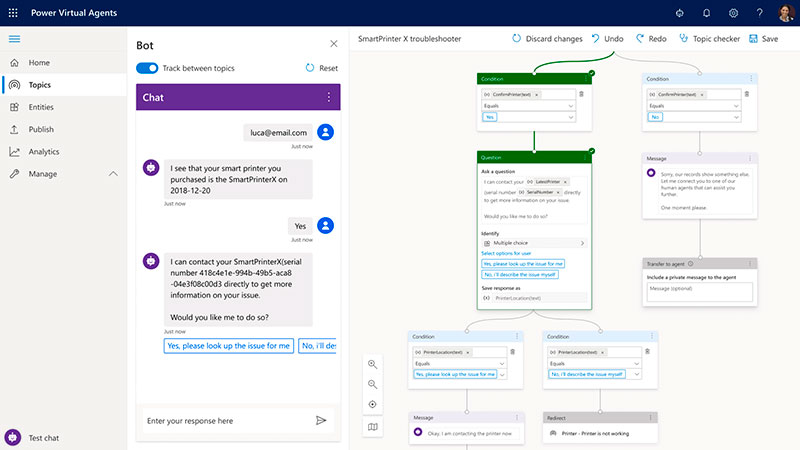 Power Virtual Agents
Home
Topics
Entities
Publish
Analytics
Manage
Test chat
Bot
Track between topics
Reset
Chat
luca@email.com
Just now
I see that your smart printer you
purchased is the SmartPrinterX on
2018-12-20
Just now
Yes
Just now
I can contact your SmartPrinterX(serial
number 418c4e1e-994b-49b5-aca8
-04e3f08c00d3 directly to get more
information on your issue.
Would you like me to do so?
Just now
Yes, please look up the issue for me
No, i'll des
Enter your response here
SmartPrinter X troubleshooter
Discard changes
Undo
Redo
Topic checker
Save
Condition
(x) ConfirmPrinter(text) ×
Equals
Yes
Condition
(x) ConfirmPrinter(text) ×
Equals
No
Question
Ask a question
I can contact your (x) LatestPrinter ×
(serial number (x) SerialNumber × directly
to get more information on your issue.
Would you like me to do so?
Identify
Multiple choice
Select options for user
Yes, please look up the issue for me
No, i'll describe the issue myself
Save response as
(x) PrinterLocation(text)
Message
Sorry, our records show something else.
Let me connect you to one of our
human agents that can assist you
further.
One moment please.
Transfer to agent
Include a private message to the agent
Message (optional)
Condition
(x) PrinterLocation(text) ×
Equals
Yes, please look up the issue for me
Condition
(x) PrinterLocation(text) ×
Equals
No, i'll describe the issue myself
Message
Okay. I am contacting the printer now
Redirect
Printer - Printer is not working